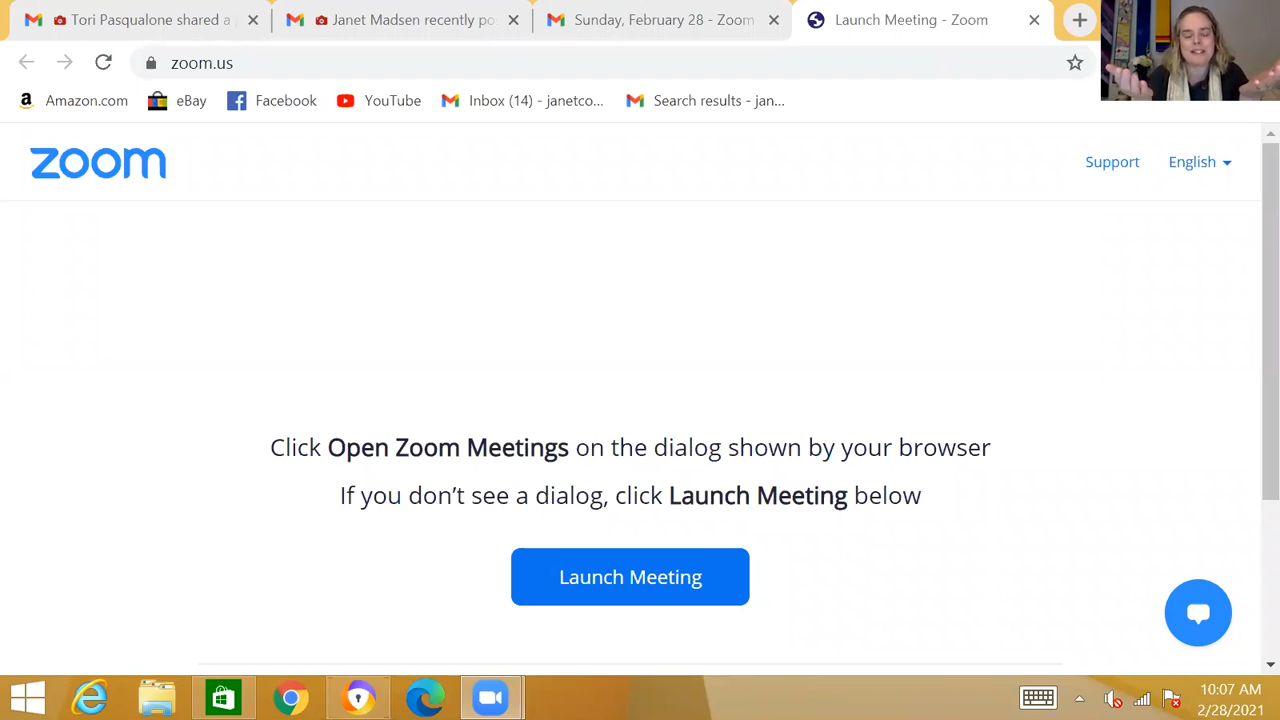 Tori Pasqualone shared a
Janet Madsen recently po
Sunday, February 28 - Zoom
Launch Meeting - Zoom
zoom.us
Amazon.com
eBay
Facebook
YouTube
Inbox (14) - janetco...
Search results - jan...
zoom
Support
English
Click Open Zoom Meetings on the dialog shown by your browser
If you don’t see a dialog, click Launch Meeting below
Launch Meeting
10:07 AM
2/28/2021